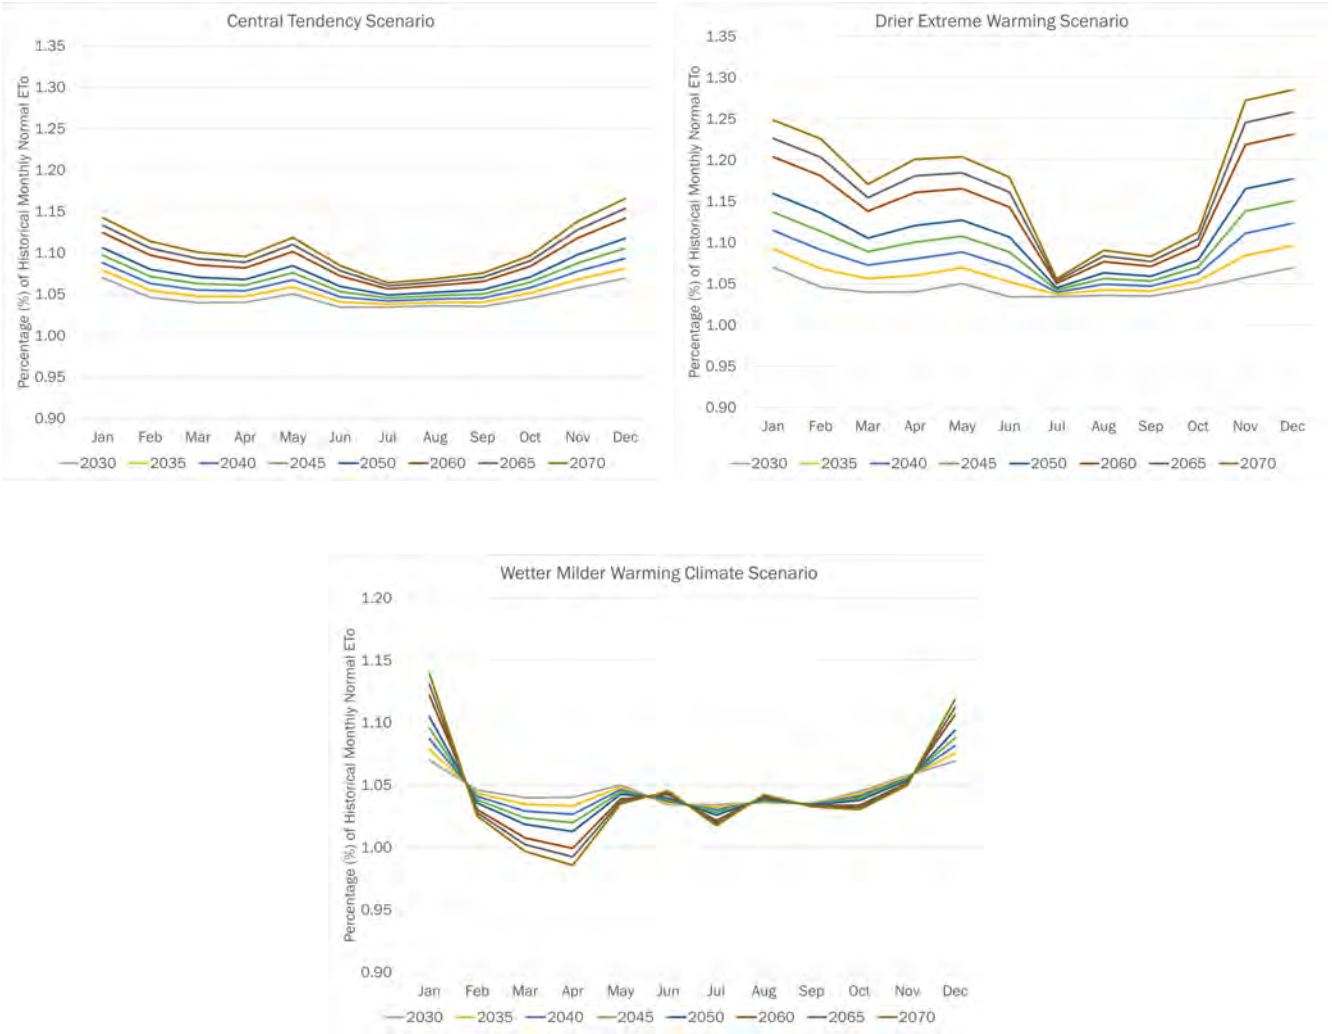 Central Tendency Scenario
Percentage (%) of Historical Monthly Normal ETo
1.35
1.30
1.25
1.20
1.15
1.10
1.05
1.00
0.95
0.90
Jan Feb Mar Apr May Jun Jul Aug Sep Oct Nov Dec
2030 2035 2040 2045 2050 2060 2065 2070
Drier Extreme Warming Scenario
Percentage (%) of Historical Monthly Normal ETo
1.35
1.30
1.25
1.20
1.15
1.10
1.05
1.00
0.95
0.90
Jan Feb Mar Apr May Jun Jul Aug Sep Oct Nov Dec
2030 2035 2040 2045 2050 2060 2065 2070
Wetter Milder Warming Climate Scenario
Percentage (%) of Historical Monthly Normal ETo
1.20
1.15
1.10
1.05
1.00
0.95
0.90
Jan Feb Mar Apr May Jun Jul Aug Sep Oct Nov Dec
2030 2035 2040 2045 2050 2060 2065 2070